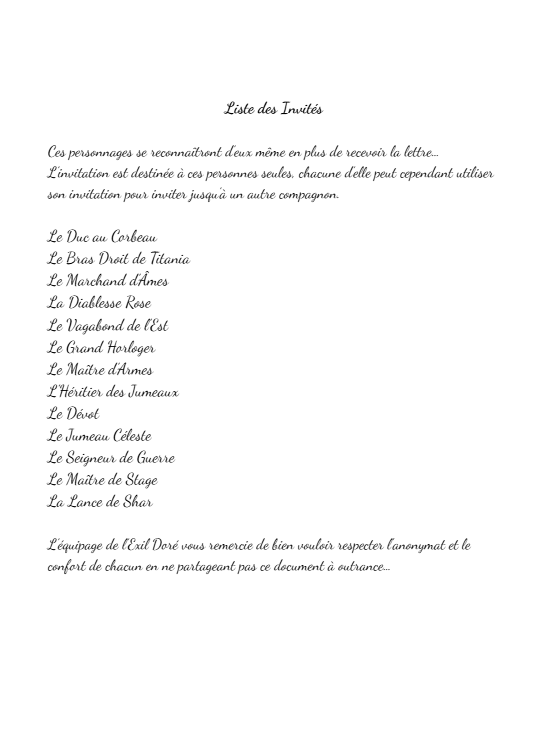 Liste des Invités
Ces personnages se reconnaîtront d'eux même en plus de recevoir la lettre...
L'invitation est destinée à ces personnes seules, chacune d'elle peut cependant utiliser
son invitation pour inviter jusqu'à un autre compagnon.
Le Duc au Corbeau
Le Bras Droit de Titania
Le Marchand d'Âmes
La Diablesse Rose
Le Vagabond de l'Est
Le Grand Horloger
Le Maître d'Armes
L'Héritier des Jumeaux
Le Dévot
Le Jumeau Céleste
Le Seigneur de Guerre
Le Maître de Stage
La Lance de Shar
L'équipage de l'Exil Doré vous remercie de bien vouloir respecter l'anonymat et le
confort de chacun en ne partageant pas ce document à outrance...